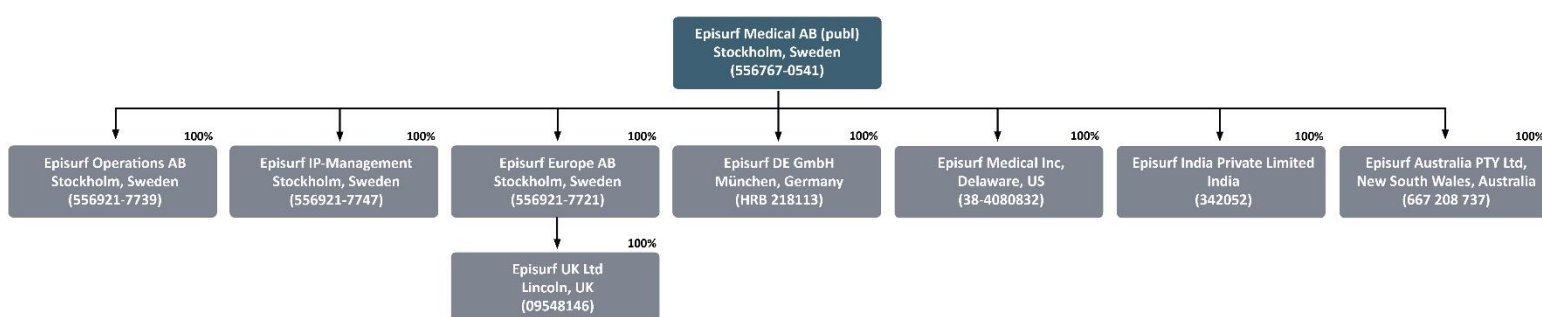 Episurf Medical AB (publ)
Stockholm, Sweden
(556767-0541)
100%
Episurf Operations AB
Stockholm, Sweden
(556921-7739)
100%
Episurf IP-Management
Stockholm, Sweden
(556921-7747)
100%
Episurf Europe AB
Stockholm, Sweden
(556921-7721)
100%
Episurf DE GmbH
München, Germany
(HRB 218113)
100%
Episurf Medical Inc,
Delaware, US
(38-4080832)
100%
Episurf India Private Limited
India
(342052)
100%
Episurf Australia PTY Ltd,
New South Wales, Australia
(667 208 737)
100%
Episurf UK Ltd
Lincoln, UK
(09548146)